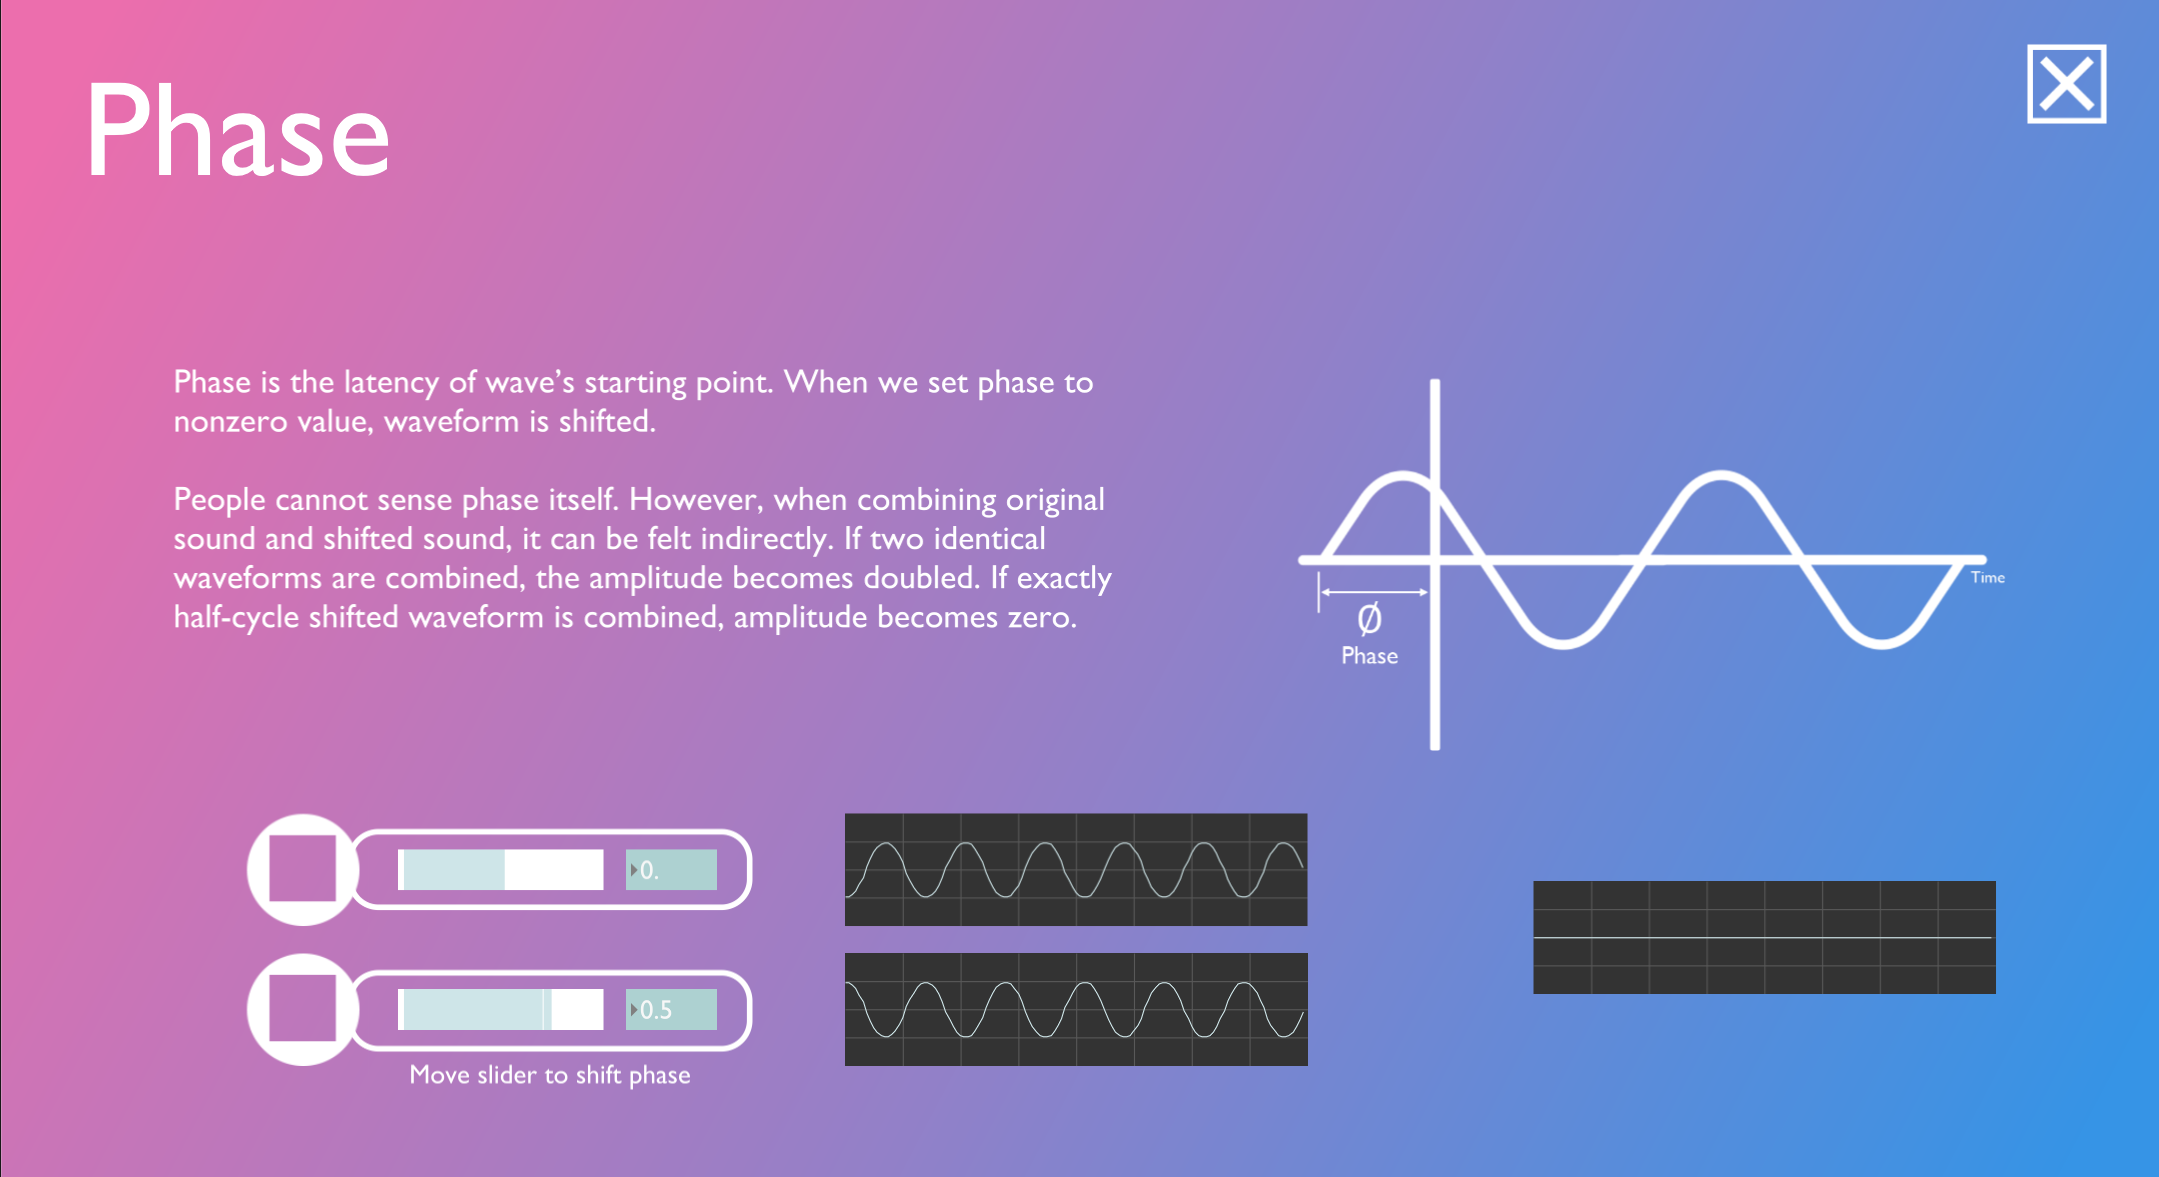 Phase
Phase is the latency of wave’s starting point. When we set phase to
nonzero value, waveform is shifted.
People cannot sense phase itself. However, when combining original
sound and shifted sound, it can be felt indirectly. If two identical
waveforms are combined, the amplitude becomes doubled. If exactly
half-cycle shifted waveform is combined, amplitude becomes zero.
Time
Ø
Phase
0.
0.5
Move slider to shift phase